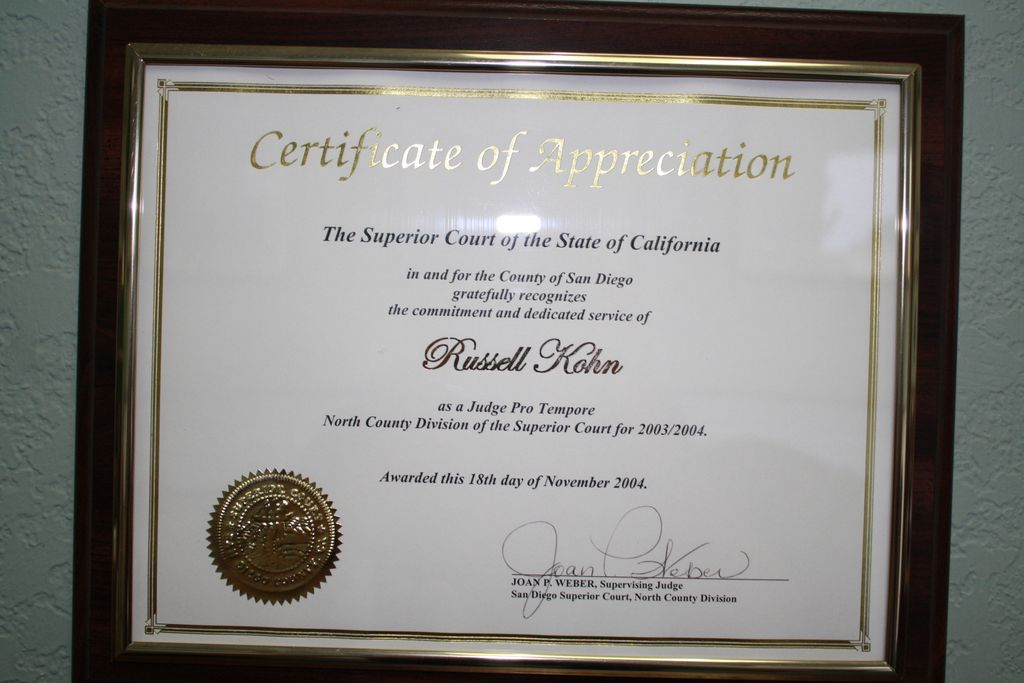 Certificate of Appreciation
The Superior Court of the State of California
in and for the County of San Diego
gratefully recognizes
the commitment and dedicated service of
Russell Kohn
as a Judge Pro Tempore
North County Division of the Superior Court for 2003/2004.
Awarded this 18th day of November 2004.
Joan P. Weber
JOAN P. WEBER, Supervising Judge
San Diego Superior Court, North County Division